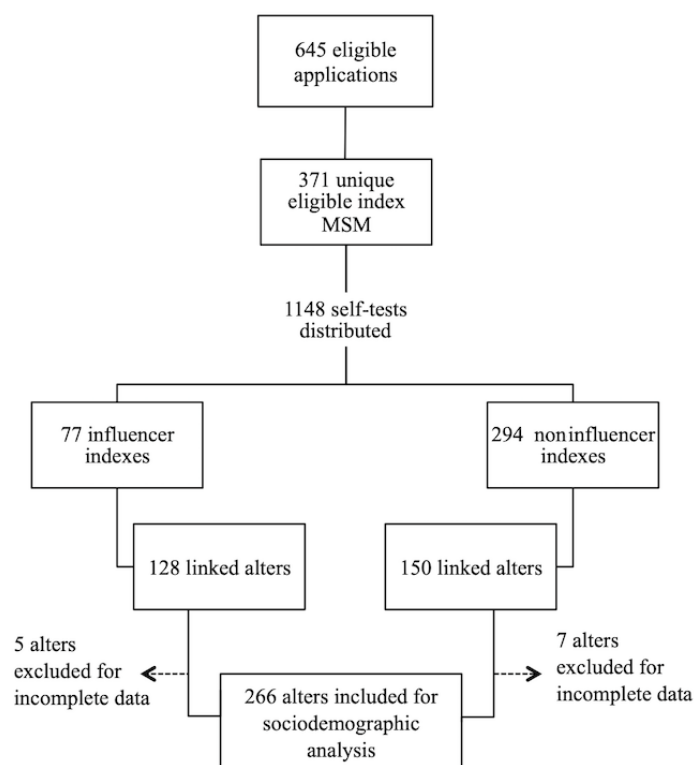 645 eligible
applications
371 unique
eligible index
MSM
1148 self-tests
distributed
77 influencer
indexes
294 noninfluencer
indexes
128 linked alters
150 linked alters
5 alters
excluded for
incomplete data
7 alters
excluded for
incomplete data
266 alters included for
sociodemographic
analysis